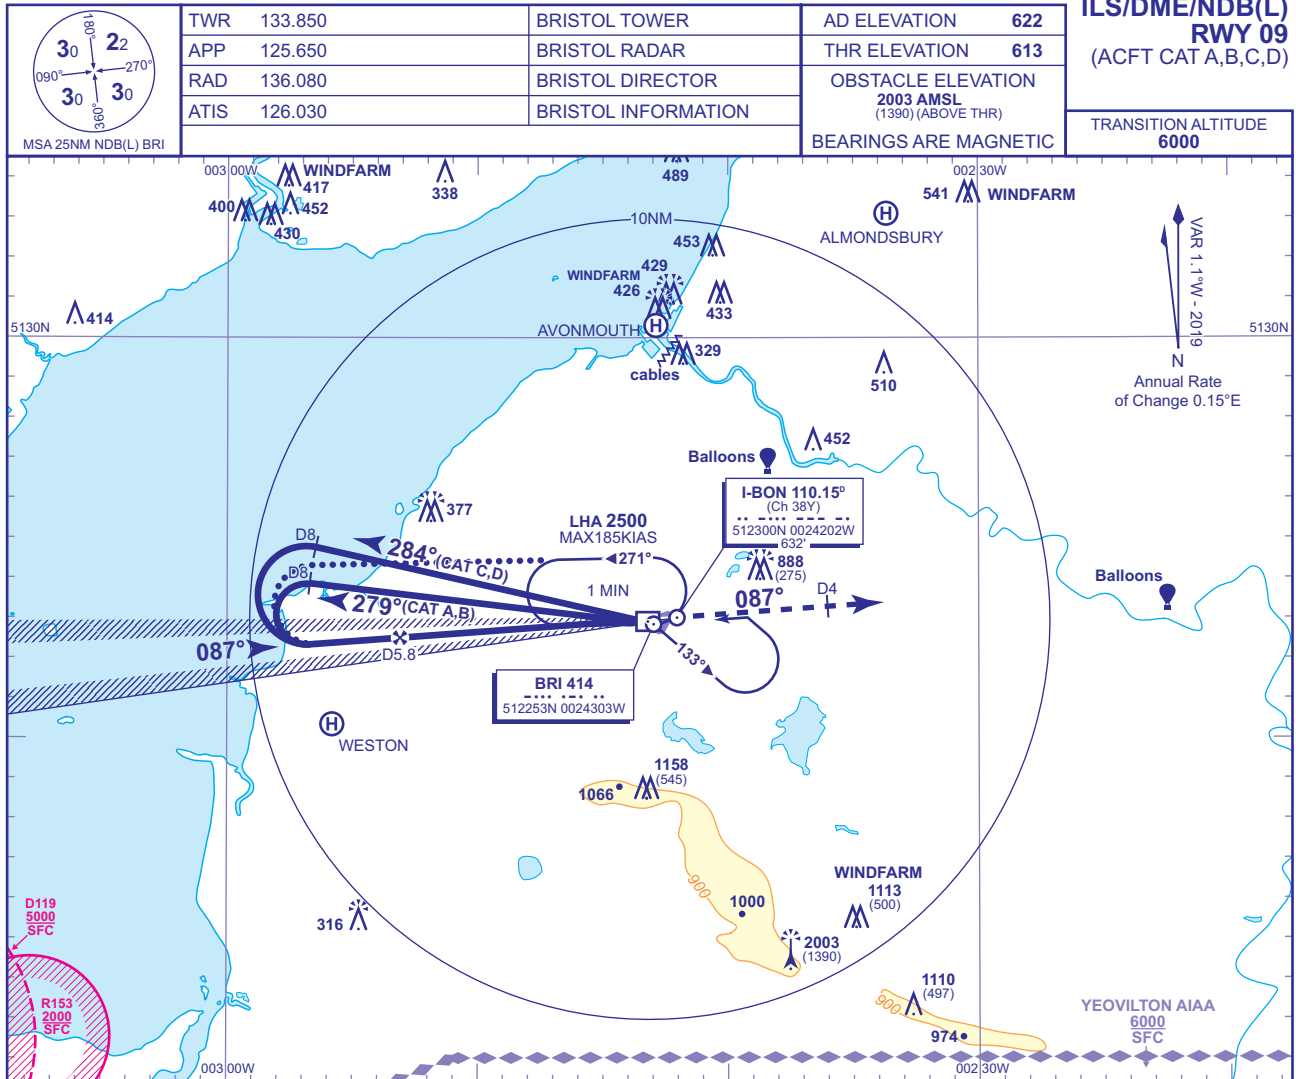 180°
30 22
090° 270°
30 30
360°
MSA 25NM NDB(L) BRI
TWR 133.850 BRISTOL TOWER
APP 125.650 BRISTOL RADAR
RAD 136.080 BRISTOL DIRECTOR
ATIS 126.030 BRISTOL INFORMATION
AD ELEVATION 622
THR ELEVATION 613
OBSTACLE ELEVATION
2003 AMSL
(1390) (ABOVE THR)
BEARINGS ARE MAGNETIC
ILS/DME/NDB(L)
RWY 09
(ACFT CAT A,B,C,D)
TRANSITION ALTITUDE
6000
003 00W
WINDFARM
417
400
452
430
338
489
002 30W
541 WINDFARM
10NM
H
ALMONDSBURY
453
429
WINDFARM
426
433
414
5130N
AVONMOUTH H
329
cables
5130N
VAR 1.1°W - 2019
N
Annual Rate
of Change 0.15°E
510
452
Balloons
377
I-BON 110.15D
(Ch 38Y)
512300N 0024202W
632'
LHA 2500
MAX185KIAS
271°
1 MIN
888
(275)
D8
284° (CAT C,D)
D8
279° (CAT A,B)
087° D4
Balloons
087°
D5.8
133°
BRI 414
512253N 0024303W
H
WESTON
1158
(545)
1066
900
1000
WINDFARM
1113
(500)
316
2003
(1390)
D119
5000
SFC
R153
2000
SFC
1110
(497)
900
974
YEOVILTON AIAA
6000
SFC
003 00W
002 30W